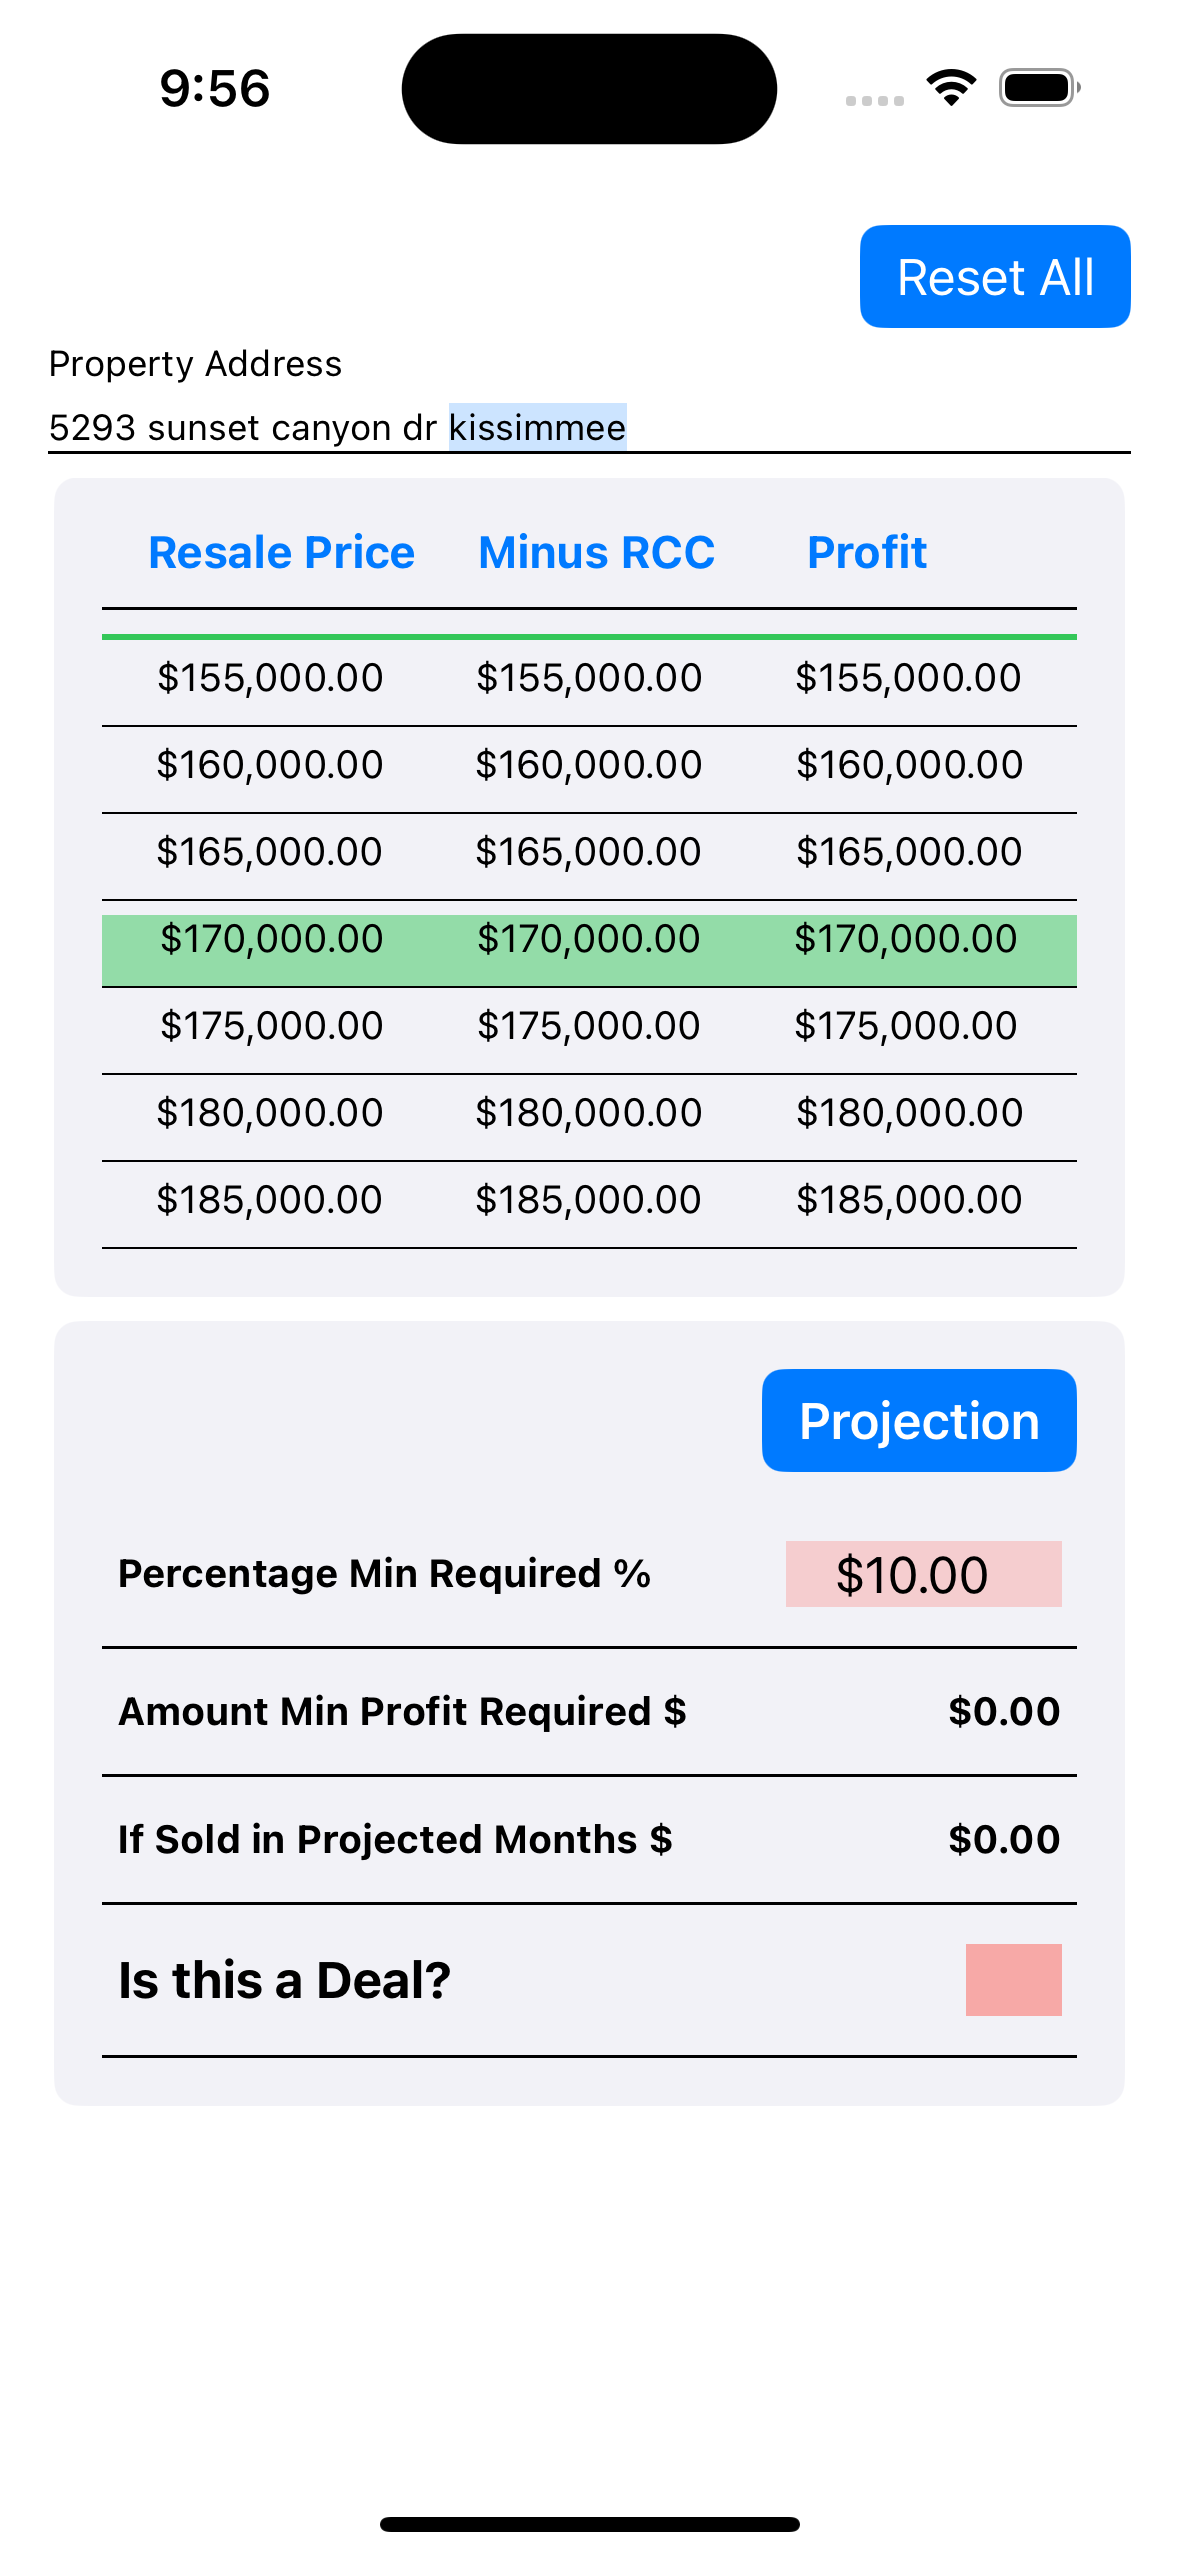 9:56
Reset All
Property Address
5293 sunset canyon dr kissimmee
Resale Price Minus RCC Profit
$155,000.00 $155,000.00 $155,000.00
$160,000.00 $160,000.00 $160,000.00
$165,000.00 $165,000.00 $165,000.00
$170,000.00 $170,000.00 $170,000.00
$175,000.00 $175,000.00 $175,000.00
$180,000.00 $180,000.00 $180,000.00
$185,000.00 $185,000.00 $185,000.00
Projection
Percentage Min Required % $10.00
Amount Min Profit Required $ $0.00
If Sold in Projected Months $ $0.00
Is this a Deal?